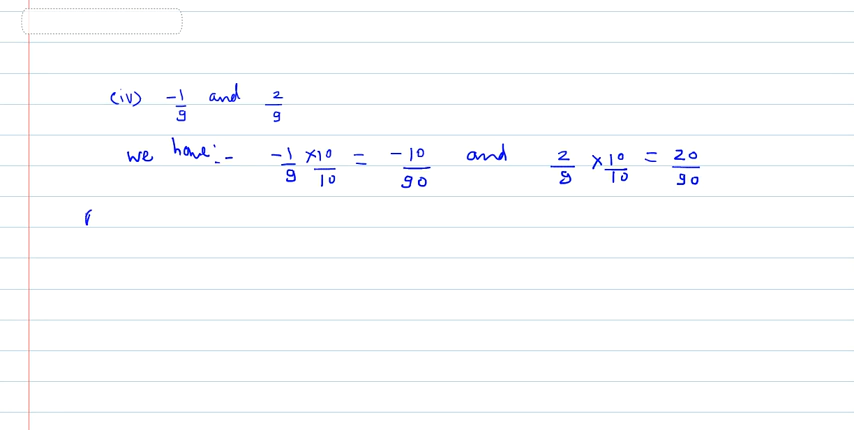 (iv) -1/9 and 2/9
we have:- -1/9 ×10/10 = -10/90 and 2/9 ×10/10 = 20/90
(